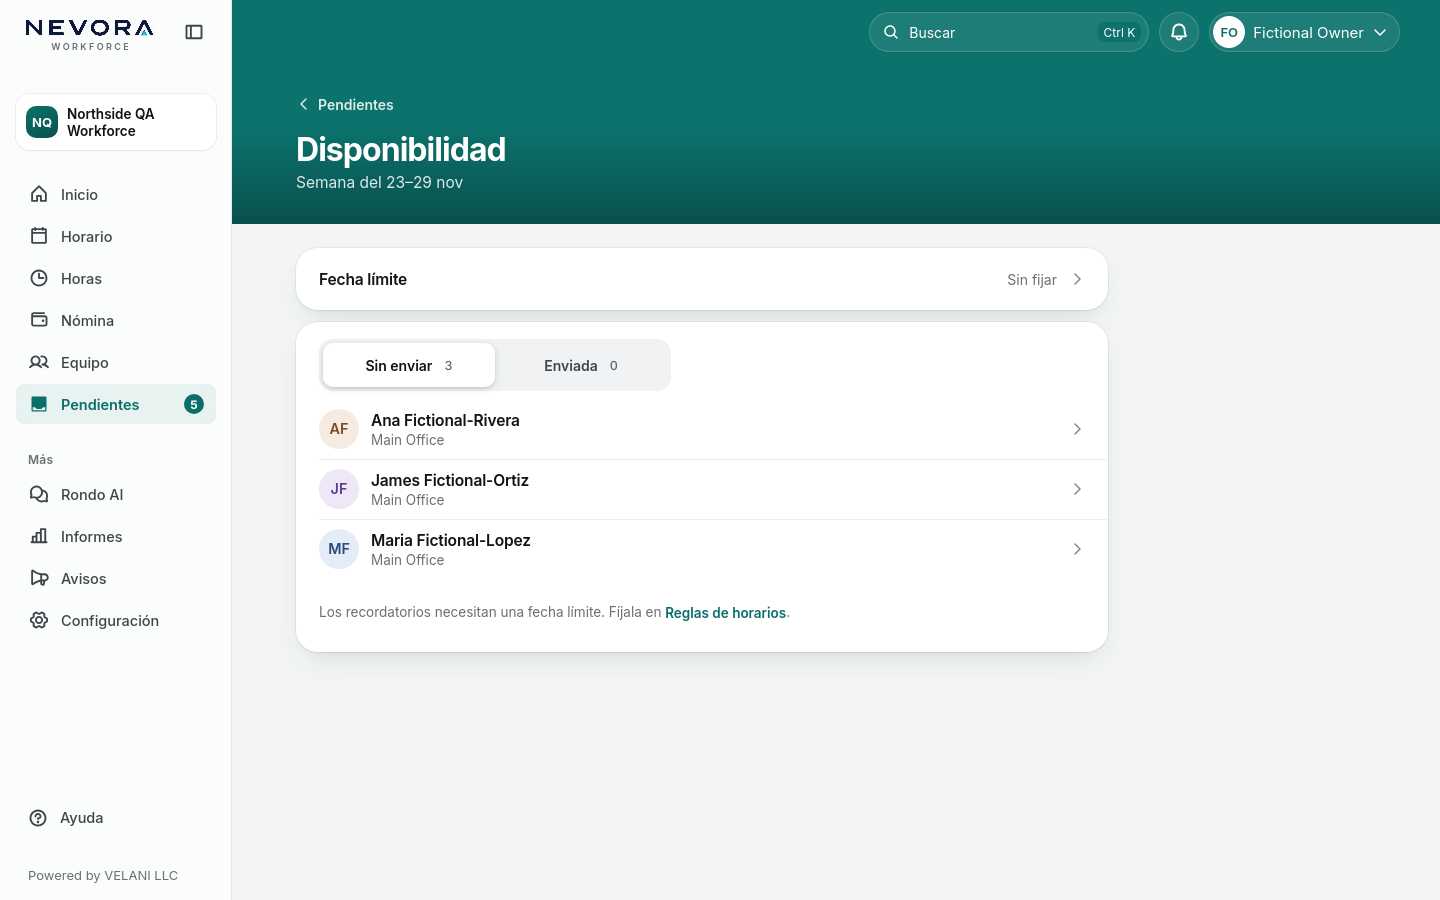 NEVORA
WORKFORCE
Buscar
Ctrl K
FO
Fictional Owner
NQ
Northside QA
Workforce
Inicio
Horario
Horas
Nómina
Equipo
Pendientes
5
Más
Rondo AI
Informes
Avisos
Configuración
Ayuda
Powered by VELANI LLC
Pendientes
Disponibilidad
Semana del 23–29 nov
Fecha límite
Sin fijar
Sin enviar 3
Enviada 0
AF
Ana Fictional-Rivera
Main Office
JF
James Fictional-Ortiz
Main Office
MF
Maria Fictional-Lopez
Main Office
Los recordatorios necesitan una fecha límite. Fíjala en Reglas de horarios.